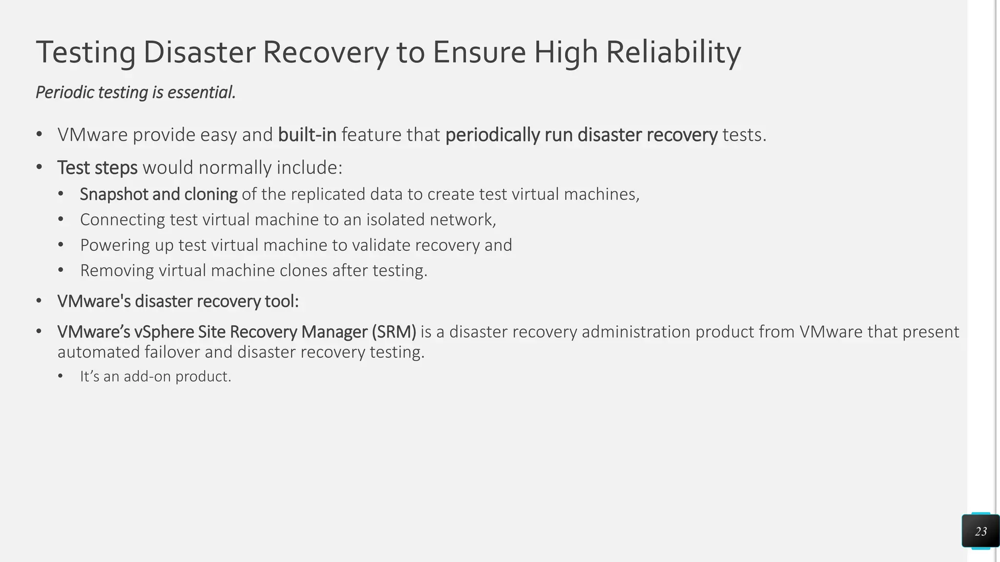 Testing Disaster Recovery to Ensure High Reliability
Periodic testing is essential.
• VMware provide easy and built-in feature that periodically run disaster recovery tests.
• Test steps would normally include:
• Snapshot and cloning of the replicated data to create test virtual machines,
• Connecting test virtual machine to an isolated network,
• Powering up test virtual machine to validate recovery and
• Removing virtual machine clones after testing.
• VMware's disaster recovery tool:
• VMware’s vSphere Site Recovery Manager (SRM) is a disaster recovery administration product from VMware that present
automated failover and disaster recovery testing.
• It’s an add-on product.
23